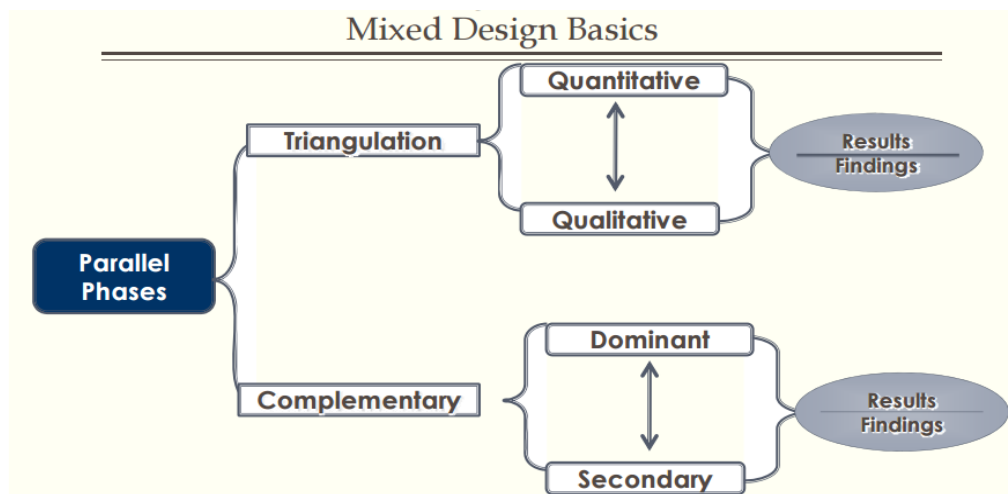 Mixed Design Basics
Quantitative
Triangulation
Results
Findings
Qualitative
Parallel
Phases
Dominant
Complementary
Results
Findings
Secondary